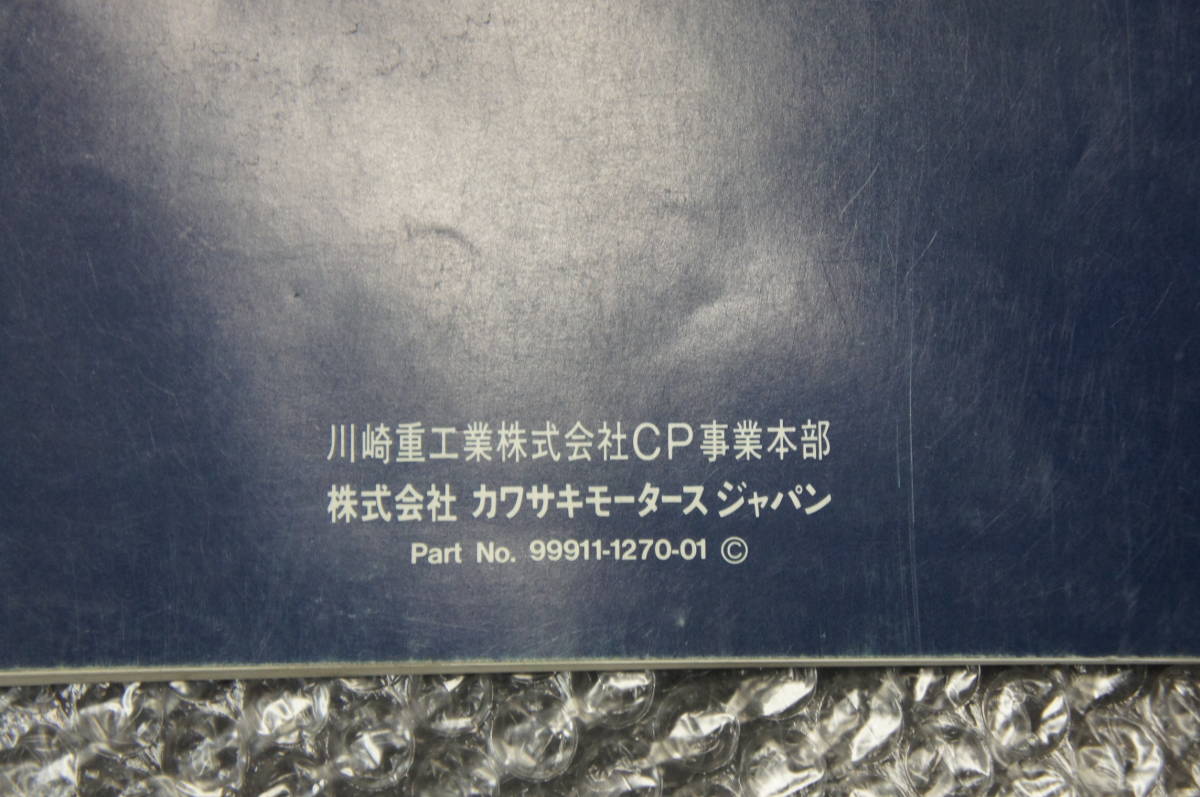 川崎重工業株式会社CP事業本部
株式会社 カワサキモータース ジャパン
Part No. 99911-1270-01 ©